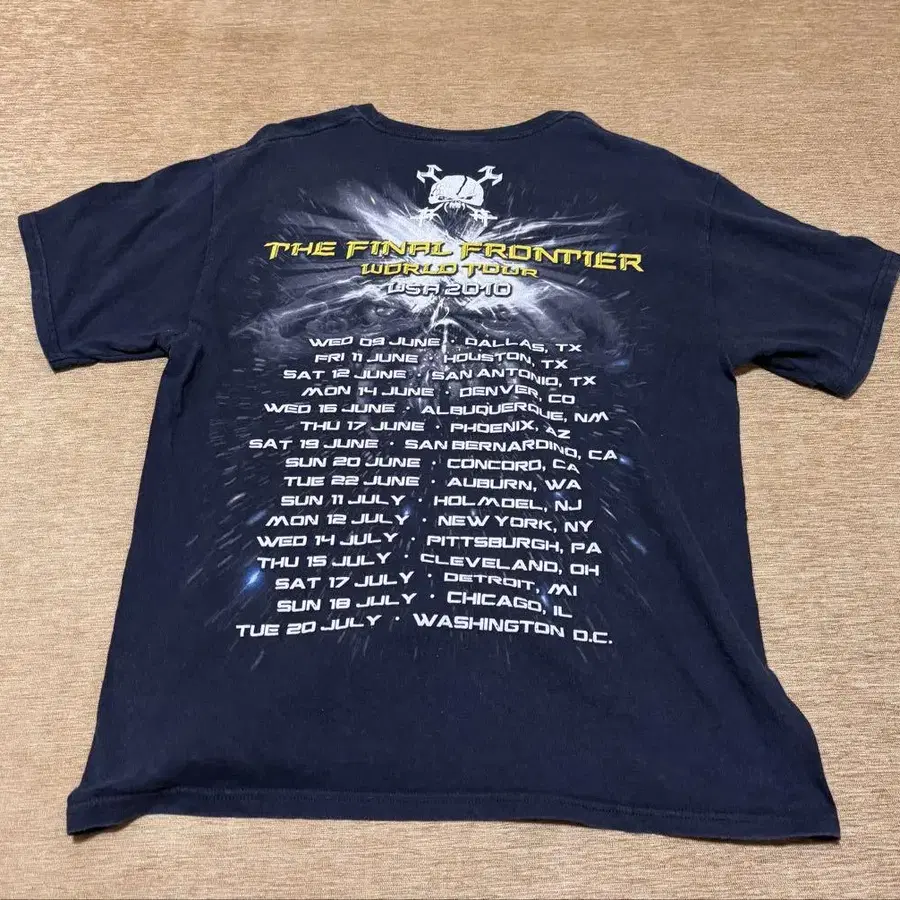 THE FINAL FRONTIER
WORLD TOUR
USA 2010
WED 09 JUNE · DALLAS, TX
FRI 11 JUNE · HOUSTON, TX
SAT 12 JUNE · SAN ANTONIO, TX
MON 14 JUNE · DENVER, CO
WED 16 JUNE · ALBUQUERQUE, NM
THU 17 JUNE · PHOENIX, AZ
SAT 19 JUNE · SAN BERNARDINO, CA
SUN 20 JUNE · CONCORD, CA
TUE 22 JUNE · AUBURN, WA
SUN 11 JULY · HOLMDEL, NJ
MON 12 JULY · NEW YORK, NY
WED 14 JULY · PITTSBURGH, PA
THU 15 JULY · CLEVELAND, OH
SAT 17 JULY · DETROIT, MI
SUN 18 JULY · CHICAGO, IL
TUE 20 JULY · WASHINGTON D.C.